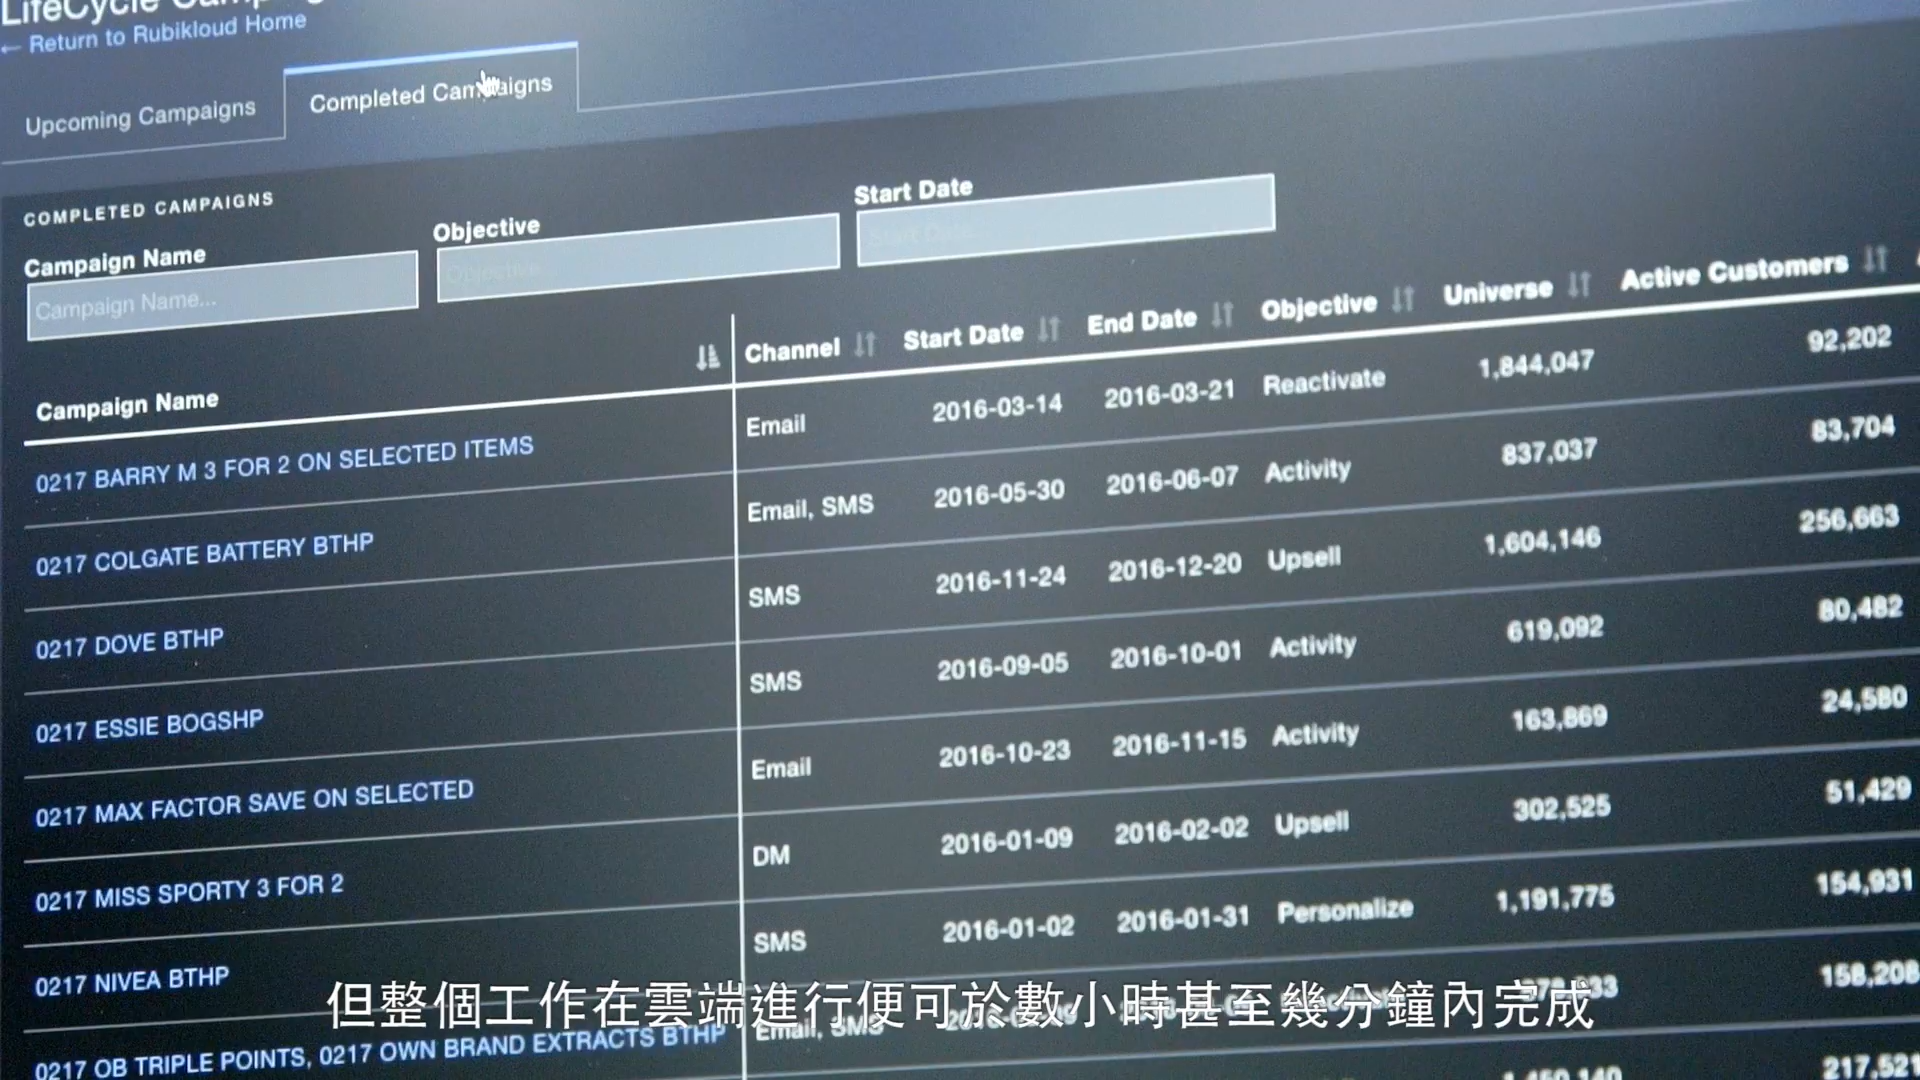 LifeCycle
← Return to Rubikloud Home
Upcoming Campaigns
Completed Campaigns
COMPLETED CAMPAIGNS
Campaign Name
Objective
Start Date
Campaign Name...
Objective...
Campaign Name Channel Start Date End Date Objective Universe Active Customers
0217 BARRY M 3 FOR 2 ON SELECTED ITEMS Email 2016-03-14 2016-03-21 Reactivate 1,844,047 92,202
0217 COLGATE BATTERY BTHP Email, SMS 2016-05-30 2016-06-07 Activity 837,037 83,704
0217 DOVE BTHP SMS 2016-11-24 2016-12-20 Upsell 1,604,146 256,663
0217 ESSIE BOGSHP SMS 2016-09-05 2016-10-01 Activity 619,092 80,482
0217 MAX FACTOR SAVE ON SELECTED Email 2016-10-23 2016-11-15 Activity 163,869 24,580
0217 MISS SPORTY 3 FOR 2 DM 2016-01-09 2016-02-02 Upsell 302,525 51,429
0217 NIVEA BTHP SMS 2016-01-02 2016-01-31 Personalize 1,191,775 154,931
0217 OB TRIPLE POINTS, 0217 OWN BRAND EXTRACTS BTHP Email, SMS 158,208
217,521
但整個工作在雲端進行便可於數小時甚至幾分鐘內完成